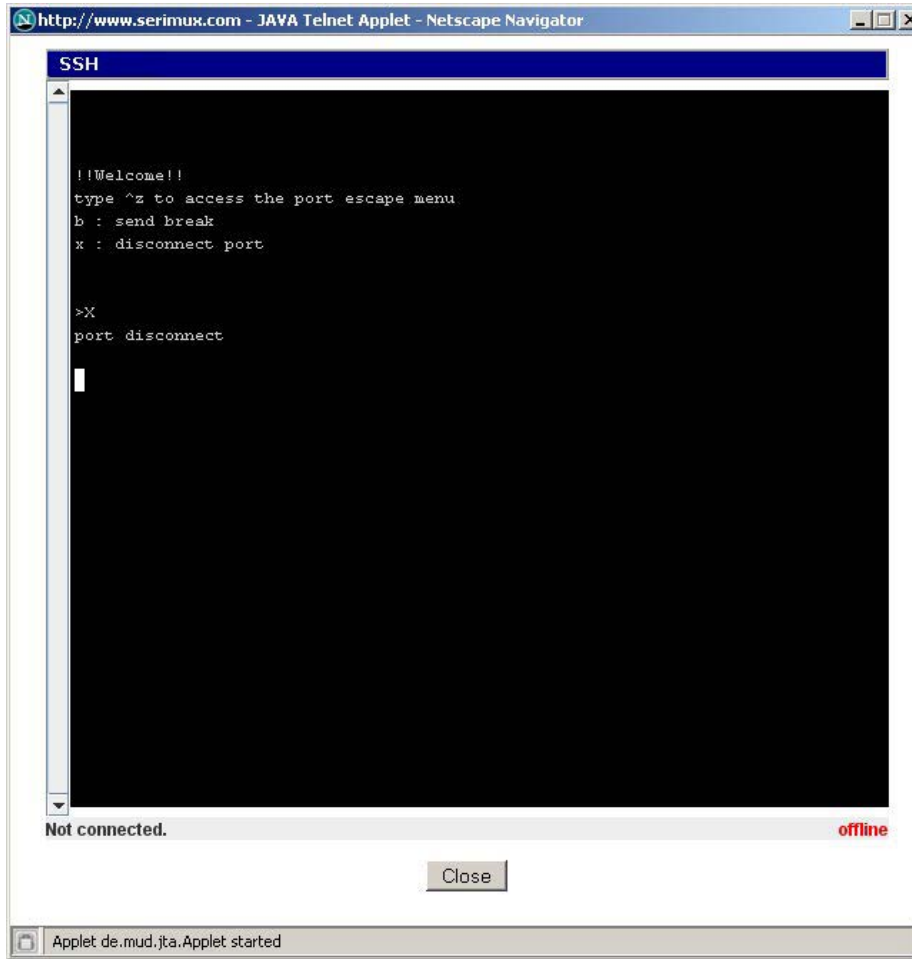 http://www.serimux.com - JAVA Telnet Applet - Netscape Navigator
SSH
!!Welcome!!
type ^z to access the port escape menu
b : send break
x : disconnect port
>X
port disconnect
Not connected. offline
Close
Applet de.mud.jta.Applet started